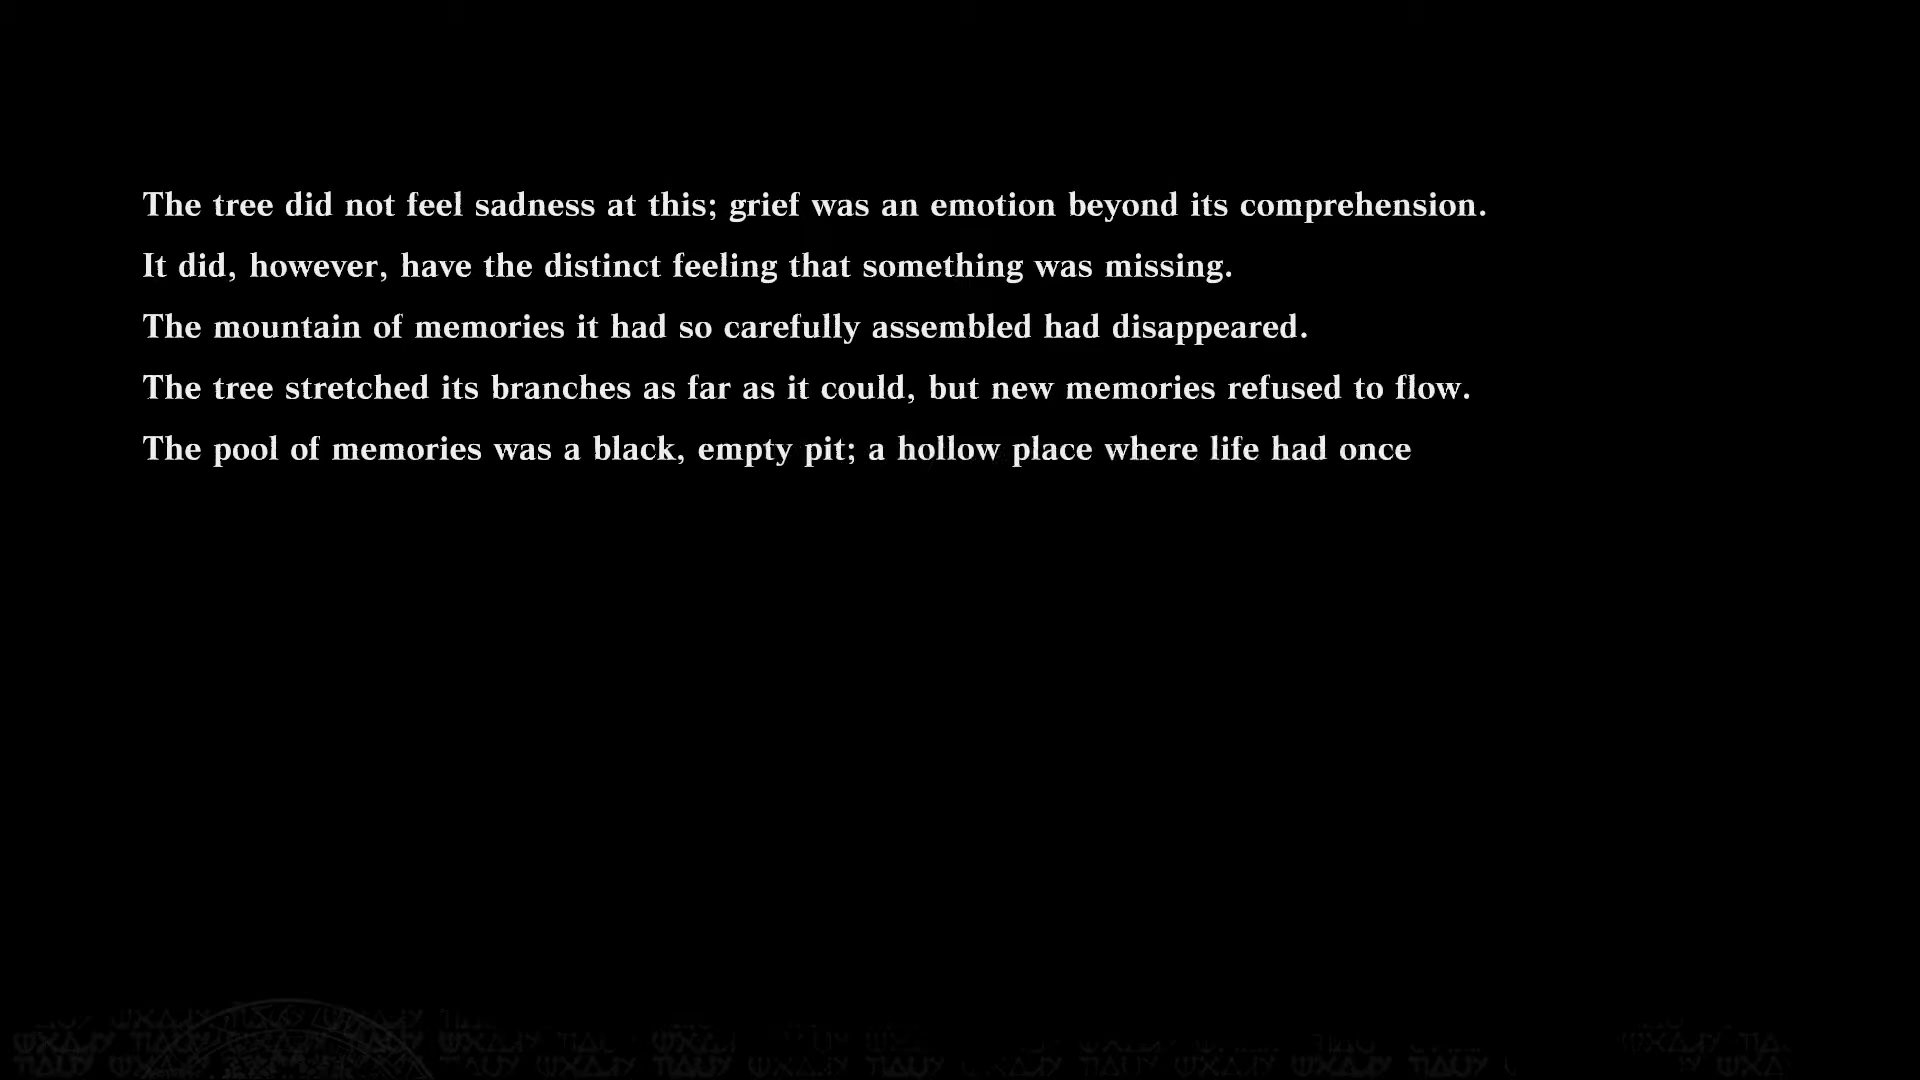 The tree did not feel sadness at this; grief was an emotion beyond its comprehension.
It did, however, have the distinct feeling that something was missing.
The mountain of memories it had so carefully assembled had disappeared.
The tree stretched its branches as far as it could, but new memories refused to flow.
The pool of memories was a black, empty pit; a hollow place where life had once